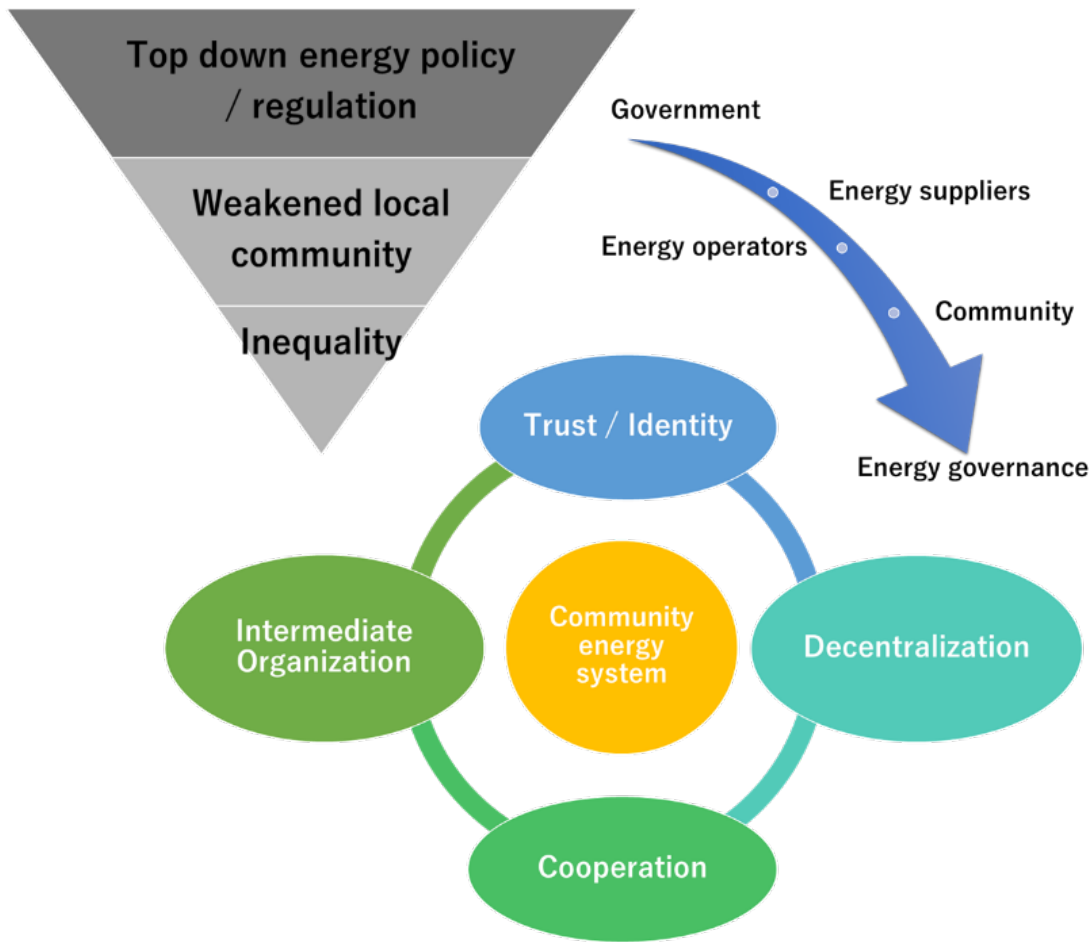 Top down energy policy
/ regulation
Weakened local
community
Inequality
Government
Energy suppliers
Energy operators
Community
Energy governance
Trust / Identity
Intermediate
Organization
Community
energy
system
Decentralization
Cooperation